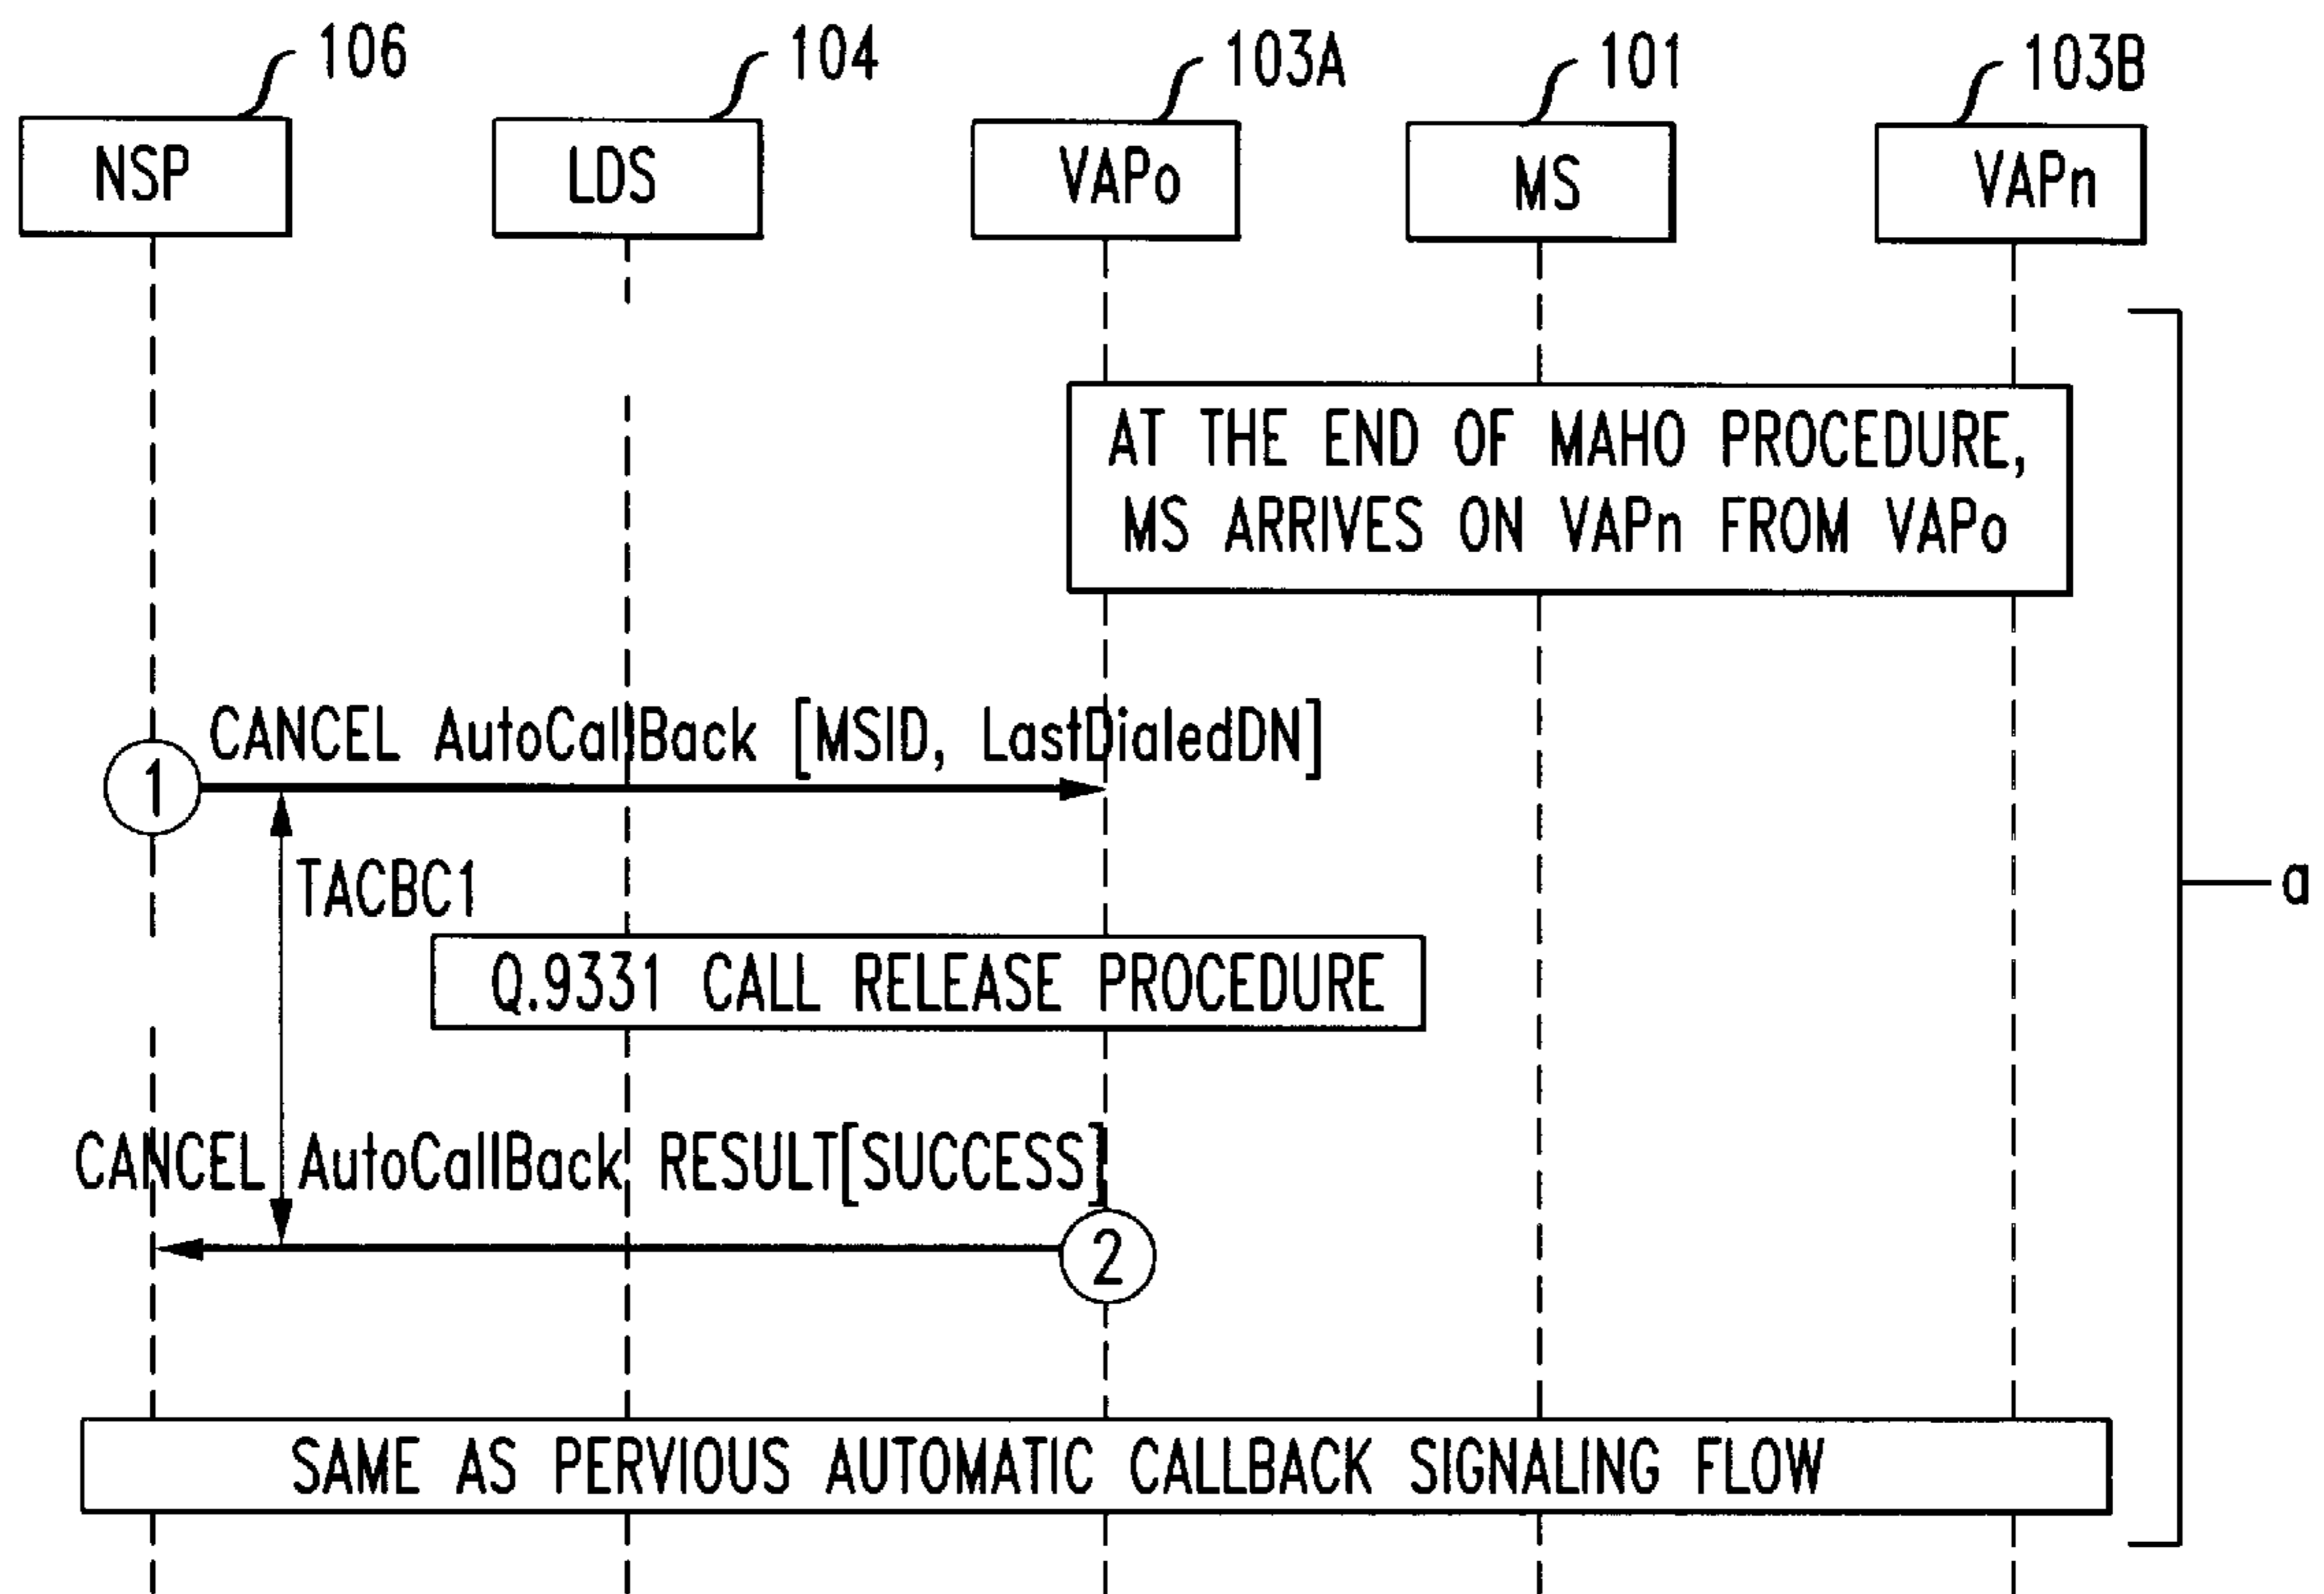 106
104
103A
101
103B
NSP
LDS
VAPo
MS
VAPn
AT THE END OF MAHO PROCEDURE,
MS ARRIVES ON VAPn FROM VAPo
CANCEL AutoCallBack [MSID, LastDialedDN]
1
TACBC1
a
Q.9331 CALL RELEASE PROCEDURE
CANCEL AutoCallBack RESULT[SUCCESS]
2
SAME AS PERVIOUS AUTOMATIC CALLBACK SIGNALING FLOW